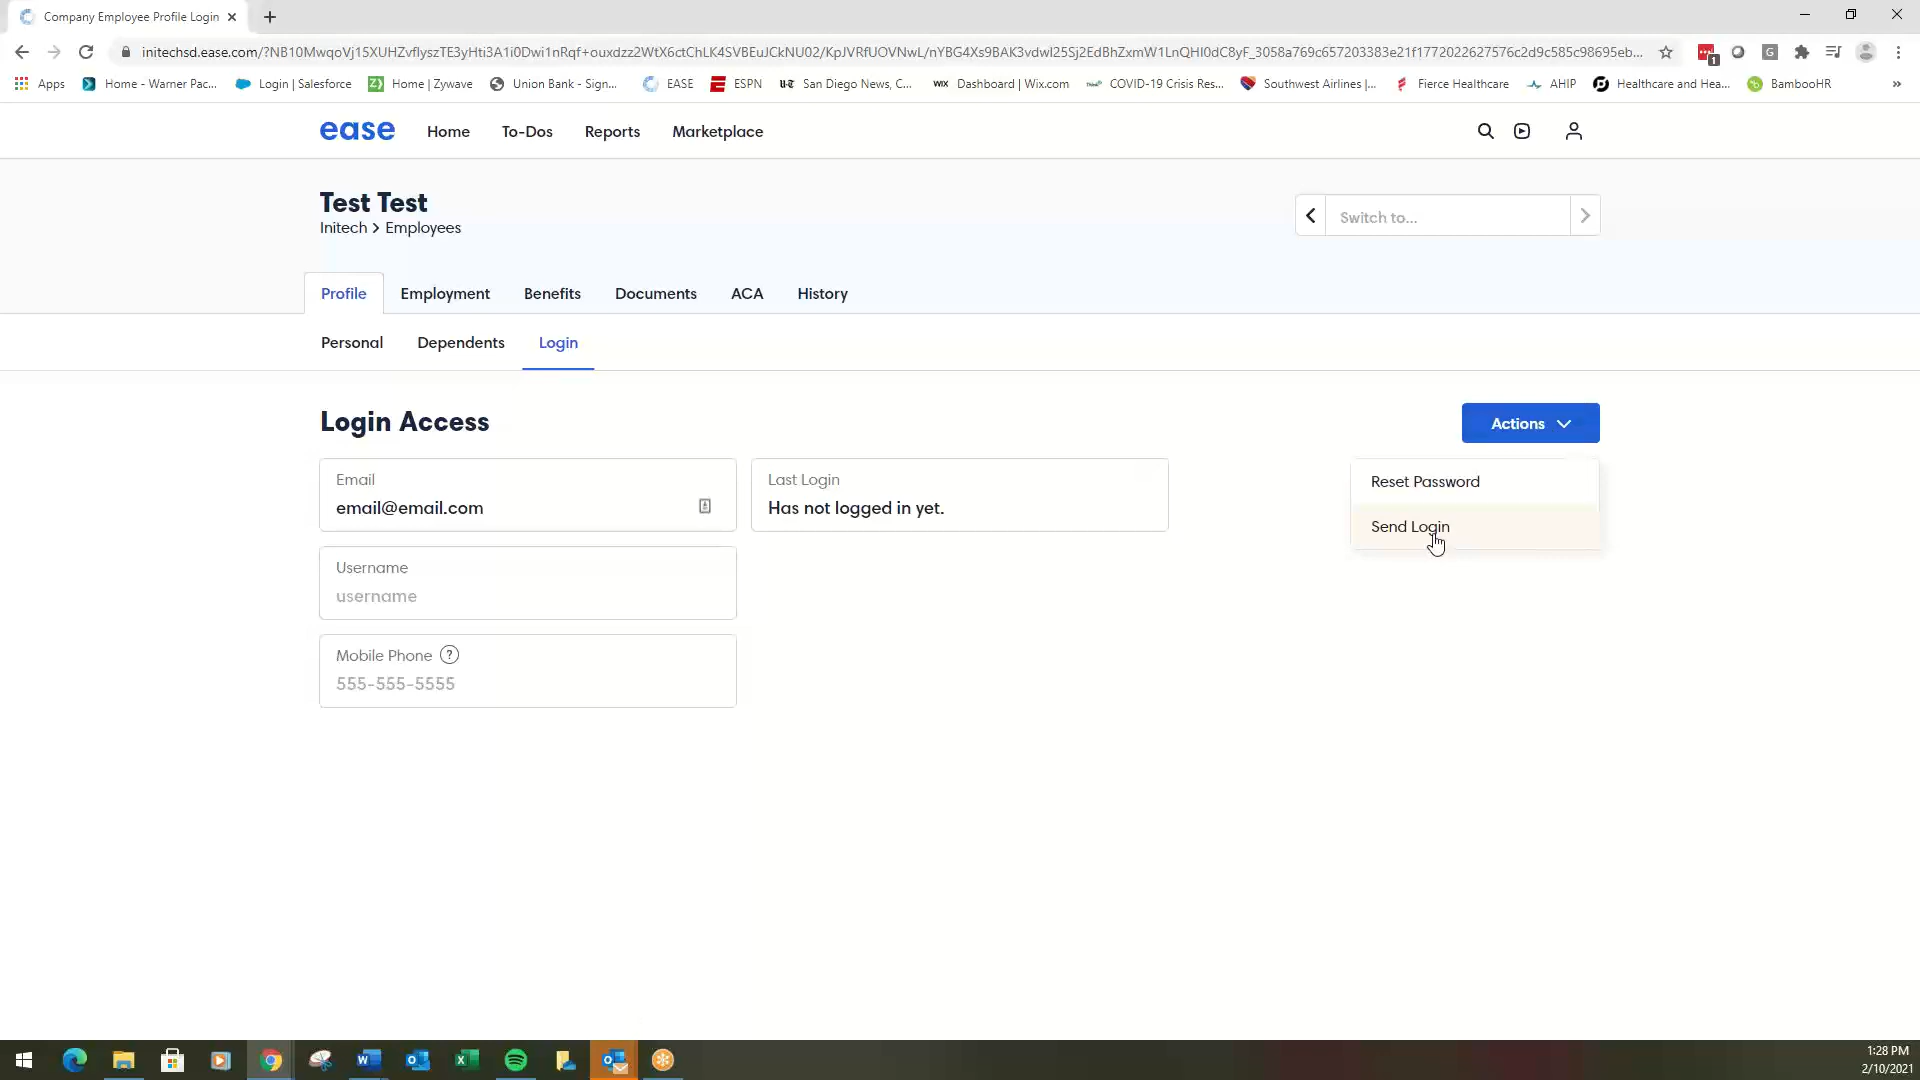 Company Employee Profile Login
initechsd.ease.com/?
Apps
Home - Warner Pac...
Login | Salesforce
Home | Zywave
Union Bank - Sign...
EASE
ESPN
San Diego News, C...
WIX
Dashboard | Wix.com
COVID-19 Crisis Res...
Southwest Airlines |...
Fierce Healthcare
AHIP
Healthcare and Hea...
BambooHR
»
ease
Home
To-Dos
Reports
Marketplace
Test Test
Initech > Employees
Switch to...
Profile
Employment
Benefits
Documents
ACA
History
Personal
Dependents
Login
Login Access
Actions
Email
email@email.com
Last Login
Has not logged in yet.
Reset Password
Send Login
Username
username
Mobile Phone ?
555-555-5555
1:28 PM
2/10/2021